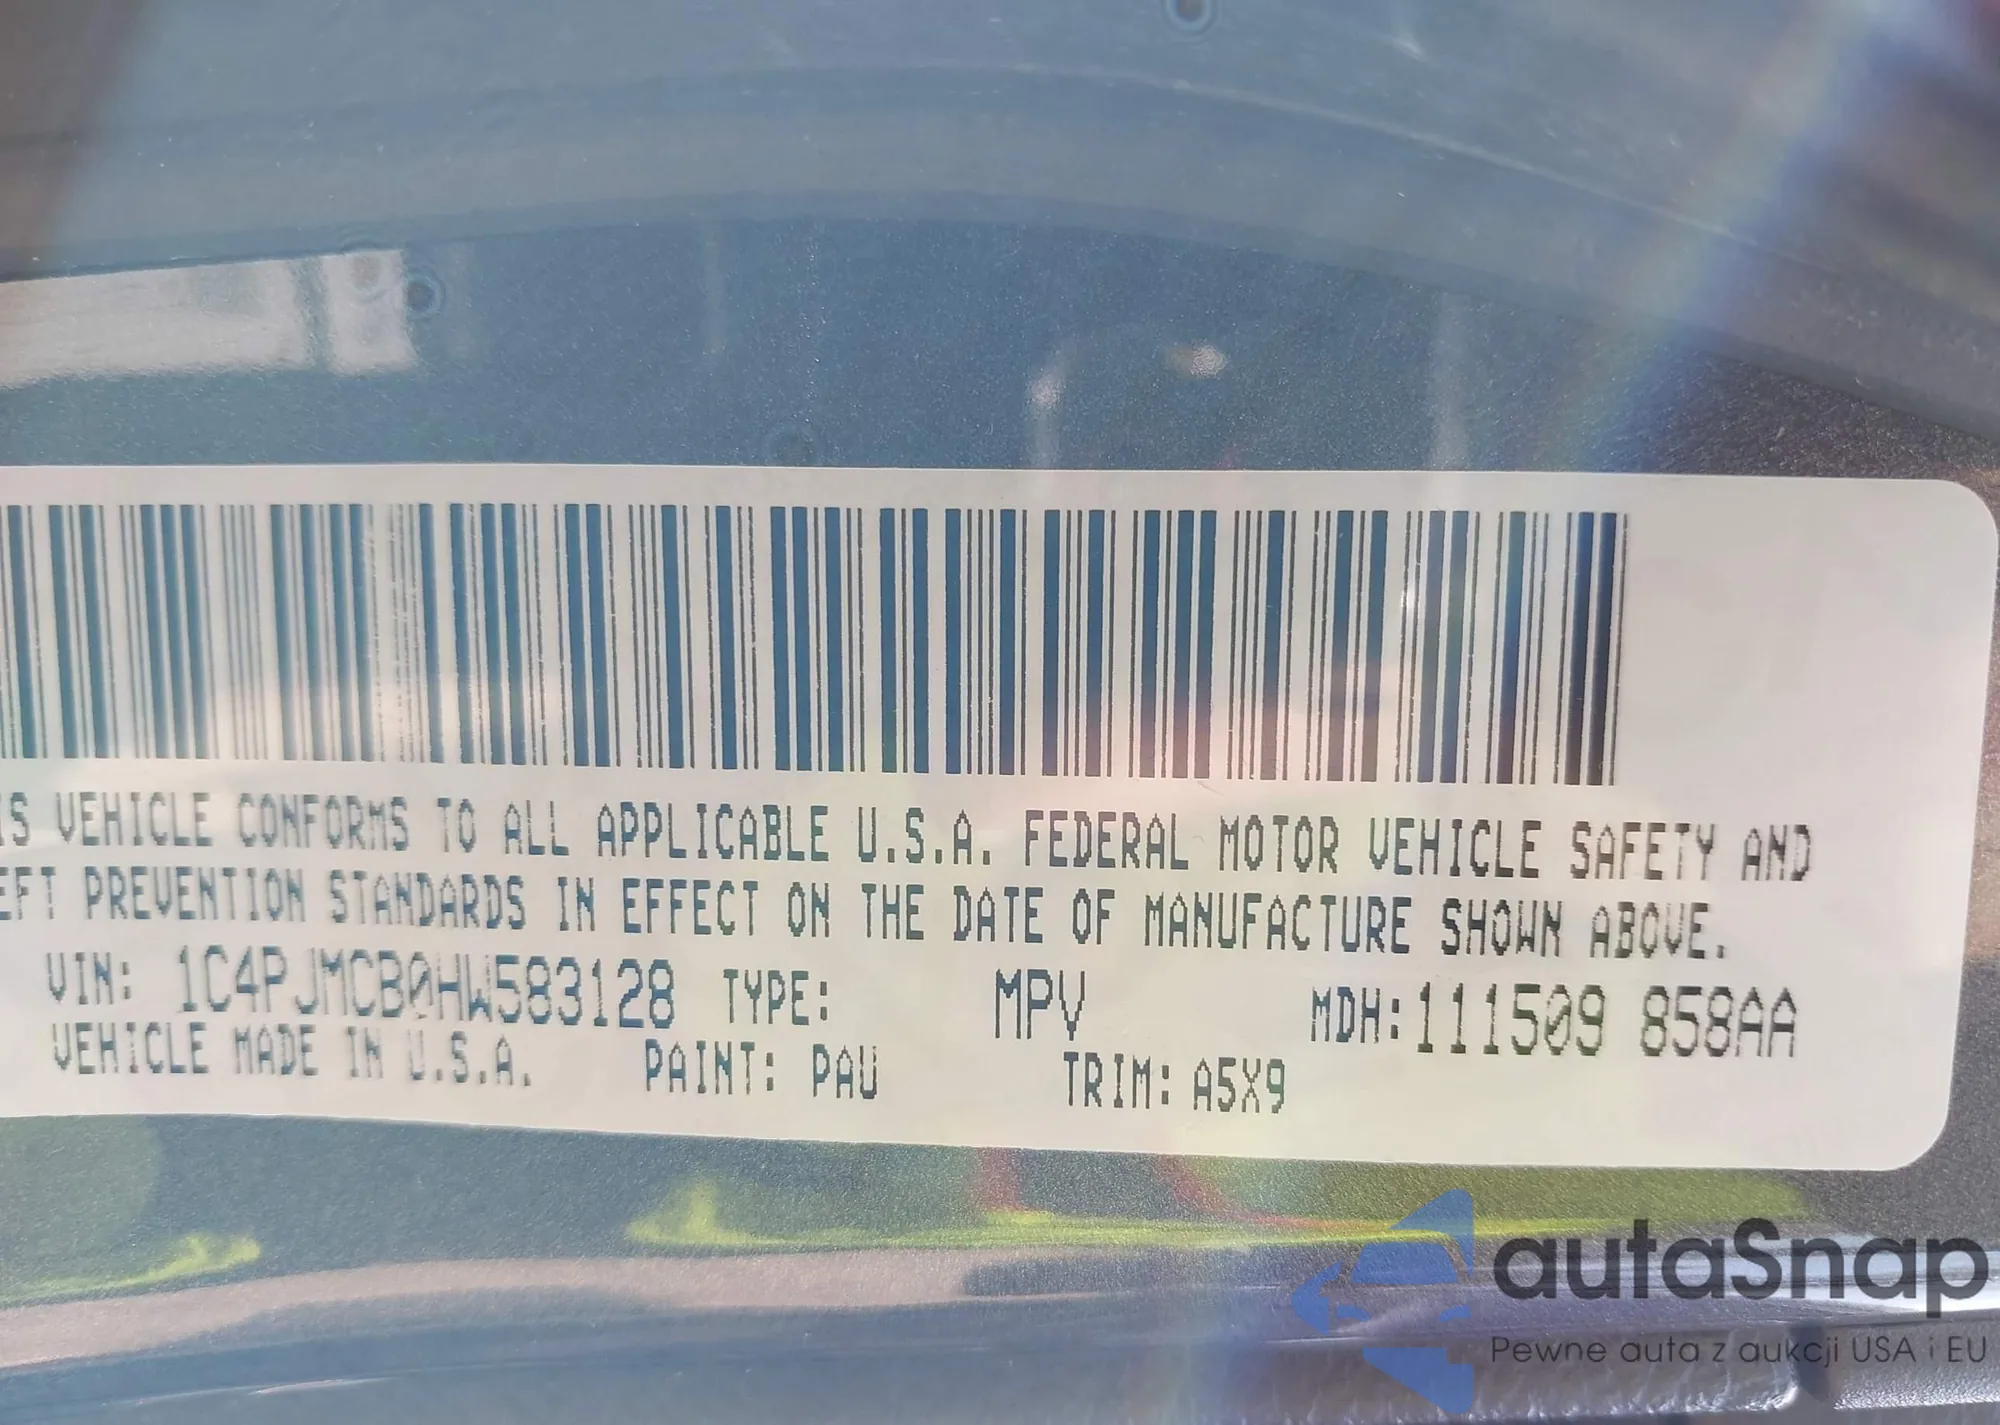 IS VEHICLE CONFORMS TO ALL APPLICABLE U.S.A. FEDERAL MOTOR VEHICLE SAFETY AND
EFT PREVENTION STANDARDS IN EFFECT ON THE DATE OF MANUFACTURE SHOWN ABOVE.
VIN: 1C4PJMCB0HW583128 TYPE: MPV MDH:111509 858AA
VEHICLE MADE IN U.S.A. PAINT: PAU TRIM: A5X9
autaSnap
Pewne auta z aukcji USA i EU